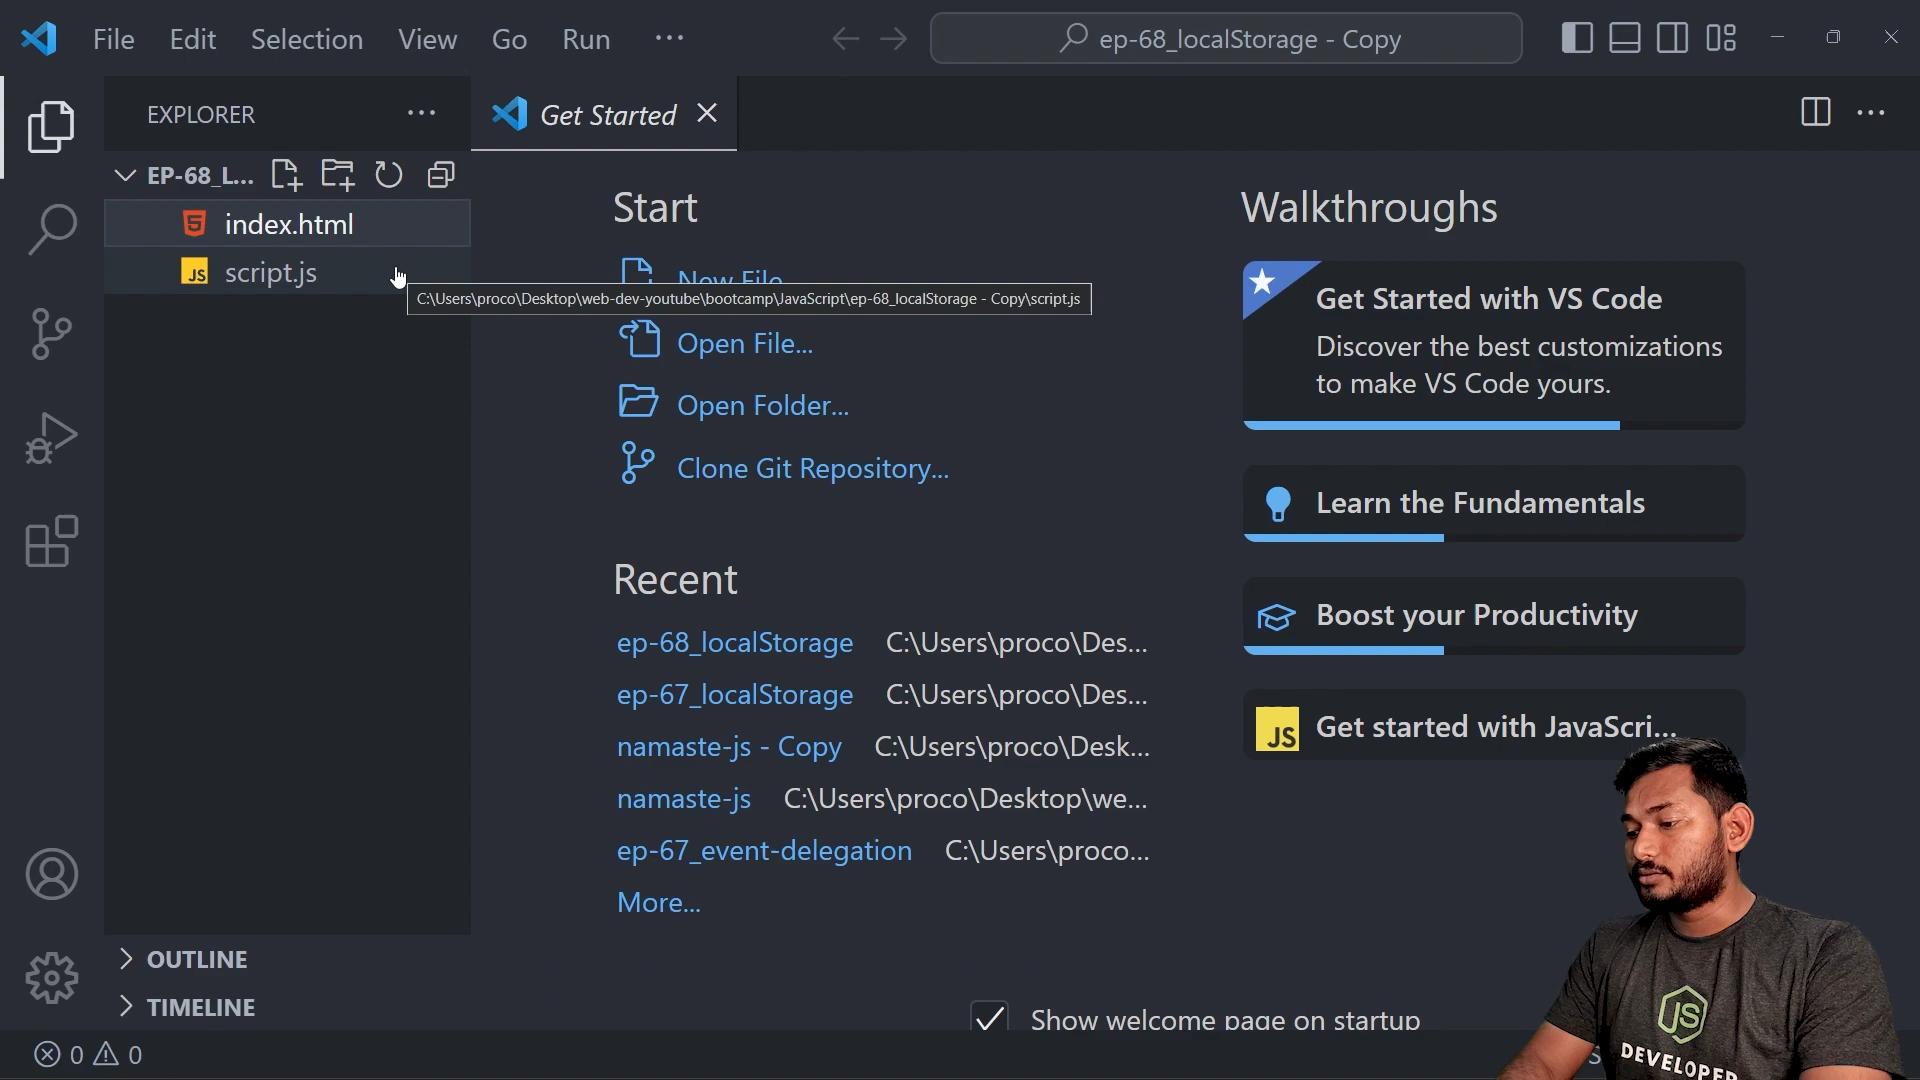 File Edit Selection View Go Run ...
ep-68_localStorage - Copy
EXPLORER
Get Started
EP-68_L...
index.html
JS script.js
C:\Users\proco\Desktop\web-dev-youtube\bootcamp\JavaScript\ep-68_localStorage - Copy\script.js
Start
New File
Open File...
Open Folder...
Clone Git Repository...
Recent
ep-68_localStorage C:\Users\proco\Des...
ep-67_localStorage C:\Users\proco\Des...
namaste-js - Copy C:\Users\proco\Desk...
namaste-js C:\Users\proco\Desktop\we...
ep-67_event-delegation C:\Users\proco...
More...
Walkthroughs
Get Started with VS Code
Discover the best customizations
to make VS Code yours.
Learn the Fundamentals
Boost your Productivity
JS Get started with JavaScri...
OUTLINE
TIMELINE
Show welcome page on startup
0 0
JS
DEVELOPER